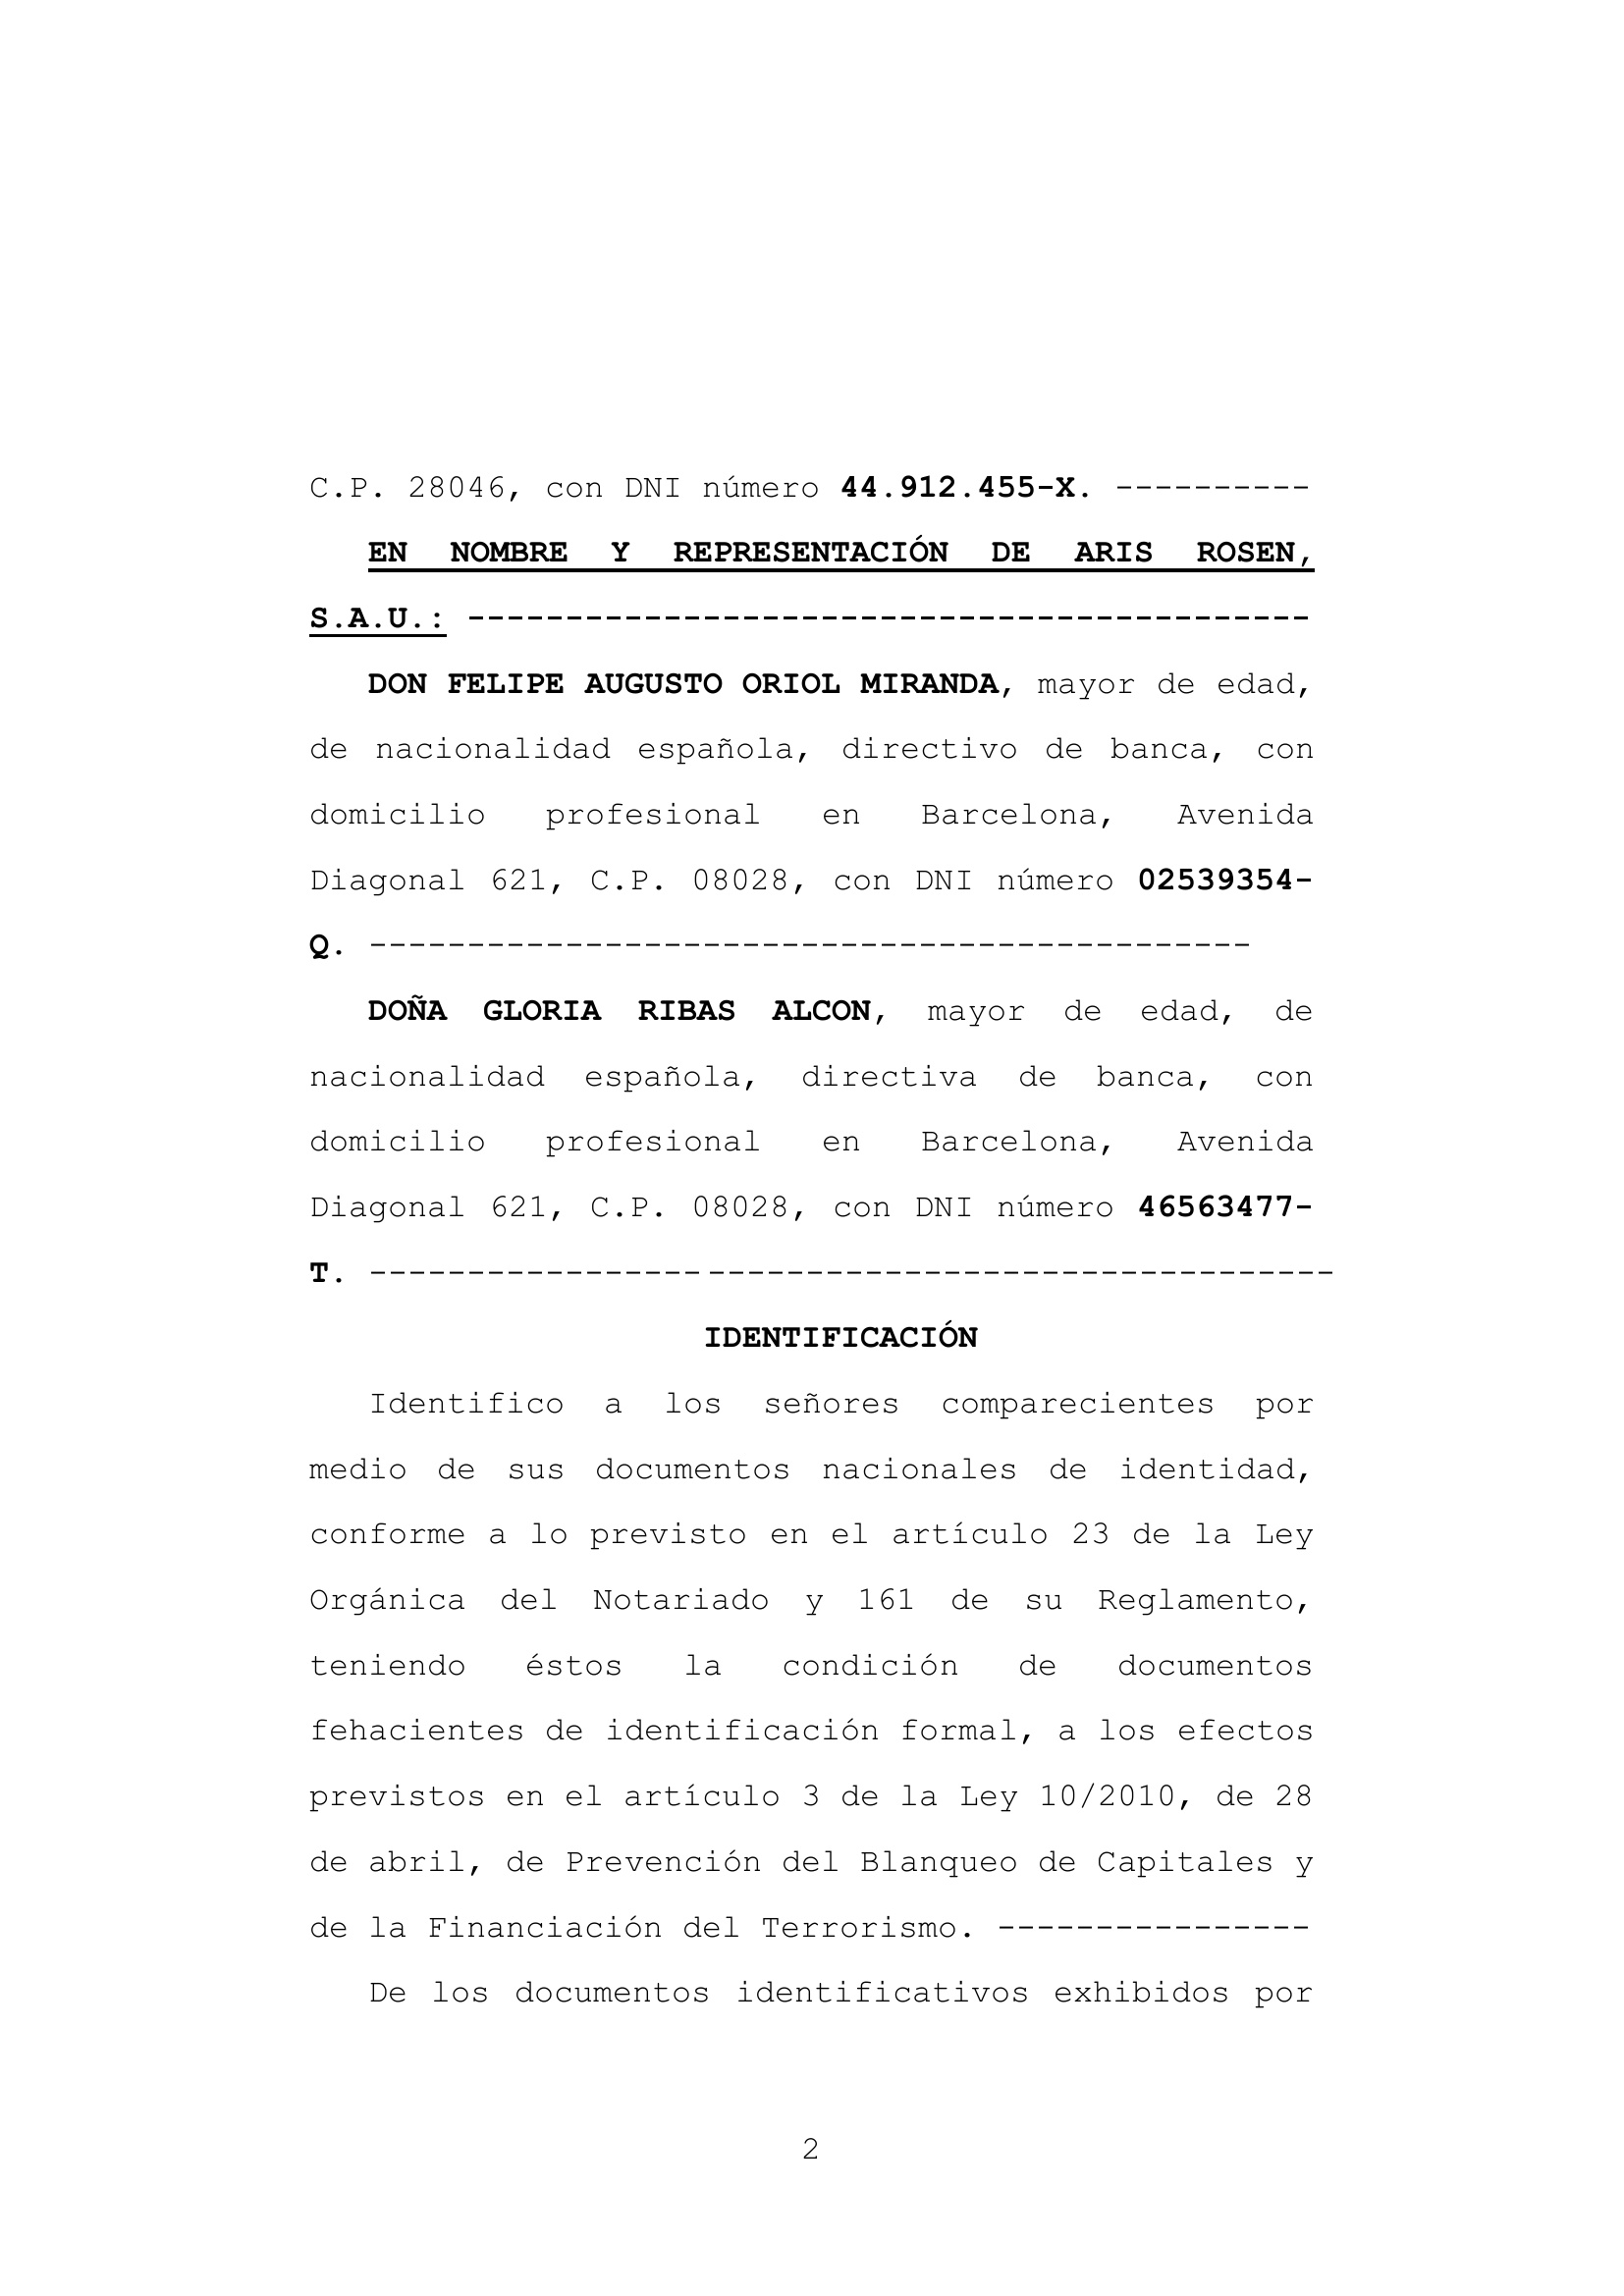 C.P. 28046, con DNI número 44.912.455-X. ----------
EN NOMBRE Y REPRESENTACIÓN DE ARIS ROSEN,
S.A.U.: -------------------------------------------
DON FELIPE AUGUSTO ORIOL MIRANDA, mayor de edad,
de nacionalidad española, directivo de banca, con
domicilio profesional en Barcelona, Avenida
Diagonal 621, C.P. 08028, con DNI número 02539354-
Q. ---------------------------------------------
DOÑA GLORIA RIBAS ALCON, mayor de edad, de
nacionalidad española, directiva de banca, con
domicilio profesional en Barcelona, Avenida
Diagonal 621, C.P. 08028, con DNI número 46563477-
T. -------------------------------------------------
IDENTIFICACIÓN
Identifico a los señores comparecientes por
medio de sus documentos nacionales de identidad,
conforme a lo previsto en el artículo 23 de la Ley
Orgánica del Notariado y 161 de su Reglamento,
teniendo éstos la condición de documentos
fehacientes de identificación formal, a los efectos
previstos en el artículo 3 de la Ley 10/2010, de 28
de abril, de Prevención del Blanqueo de Capitales y
de la Financiación del Terrorismo. ----------------
De los documentos identificativos exhibidos por
2